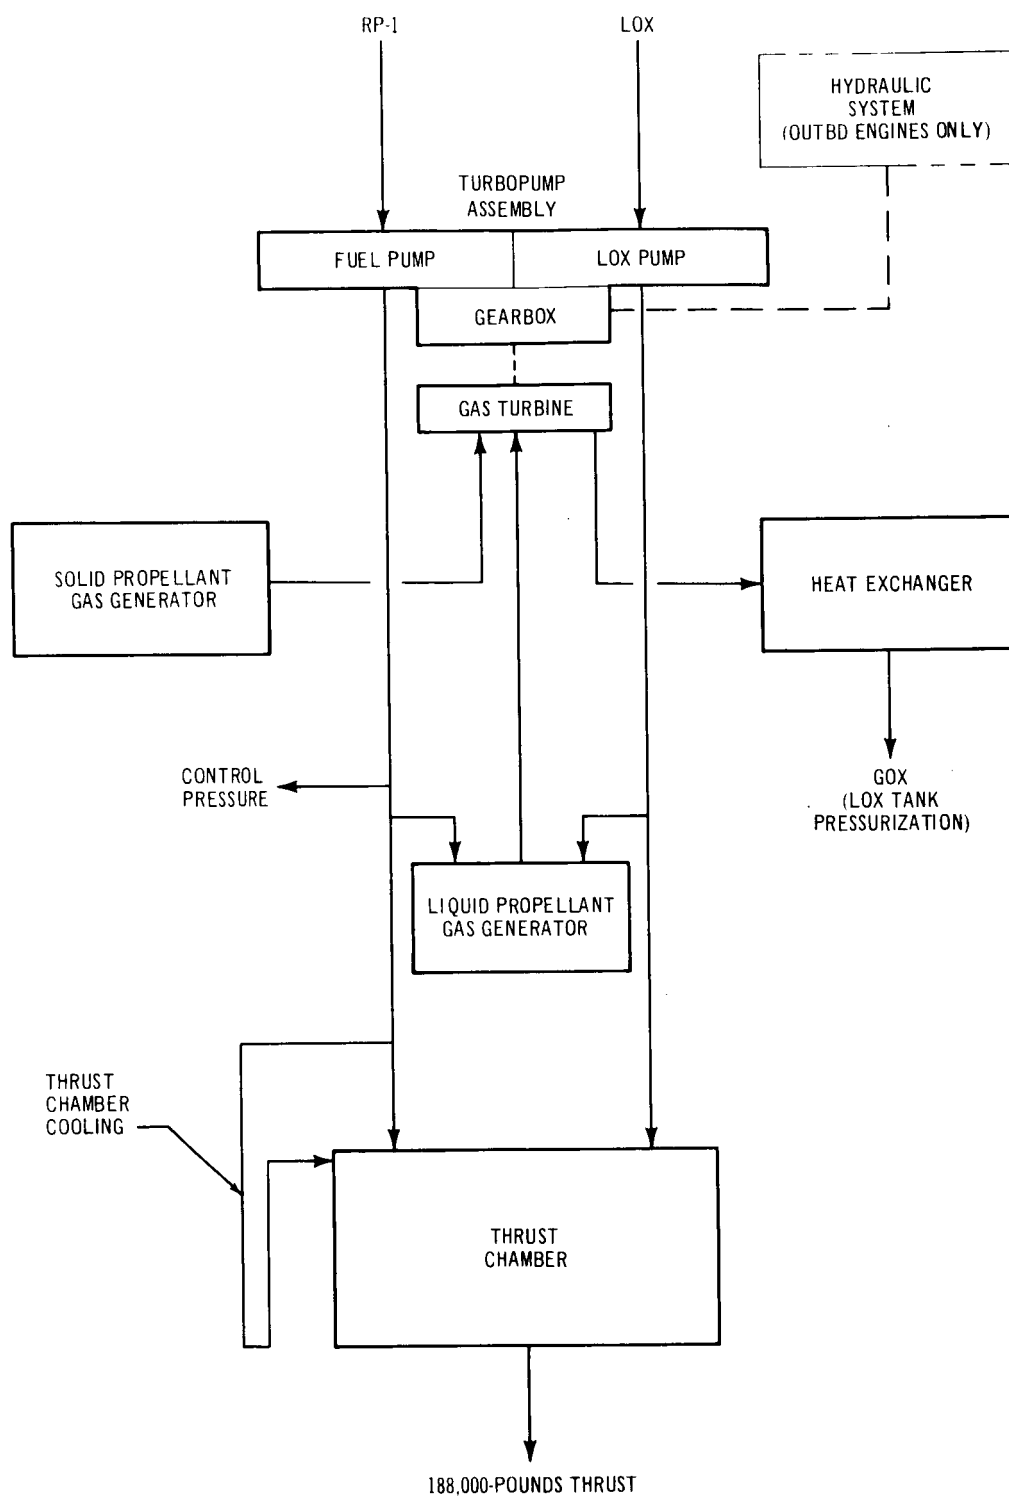 RP-1
LOX
HYDRAULIC
SYSTEM
(OUTBD ENGINES ONLY)
TURBOPUMP
ASSEMBLY
FUEL PUMP
LOX PUMP
GEARBOX
GAS TURBINE
SOLID PROPELLANT
GAS GENERATOR
HEAT EXCHANGER
CONTROL
PRESSURE
GOX
(LOX TANK
PRESSURIZATION)
LIQUID PROPELLANT
GAS GENERATOR
THRUST
CHAMBER
COOLING
THRUST
CHAMBER
188,000-POUNDS THRUST